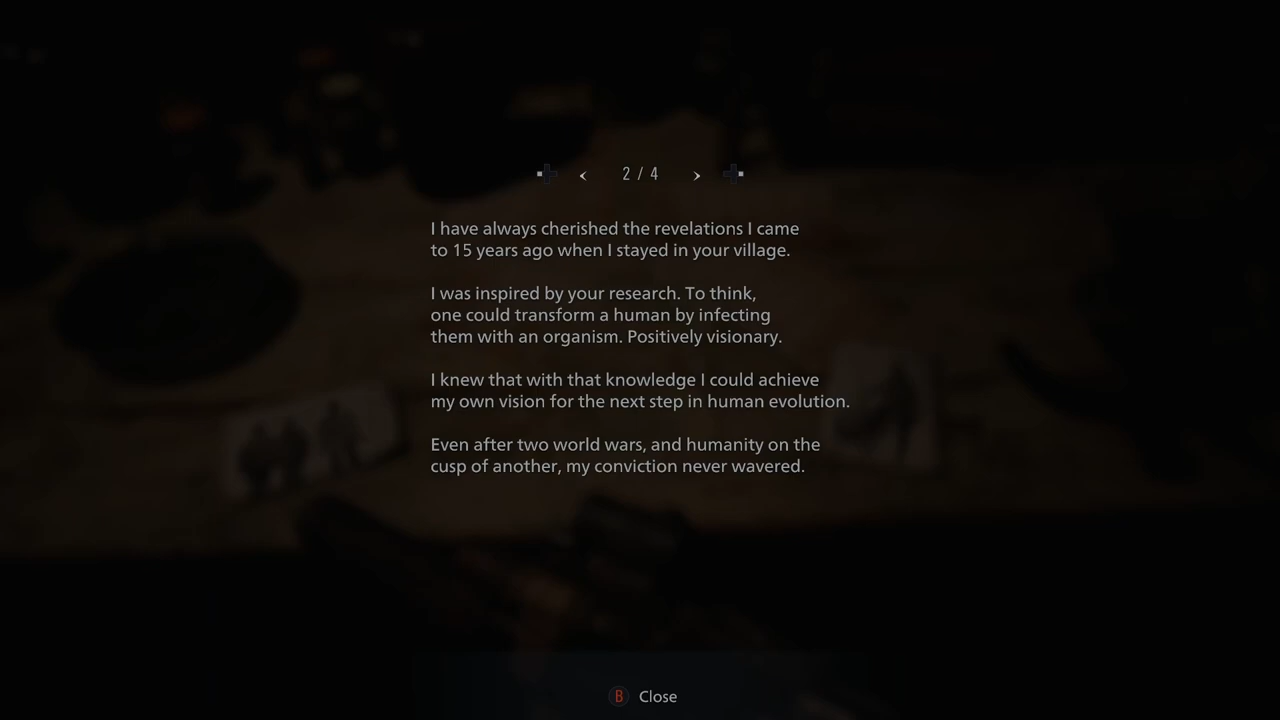 2 / 4
I have always cherished the revelations I came
to 15 years ago when I stayed in your village.
I was inspired by your research. To think,
one could transform a human by infecting
them with an organism. Positively visionary.
I knew that with that knowledge I could achieve
my own vision for the next step in human evolution.
Even after two world wars, and humanity on the
cusp of another, my conviction never wavered.
B Close